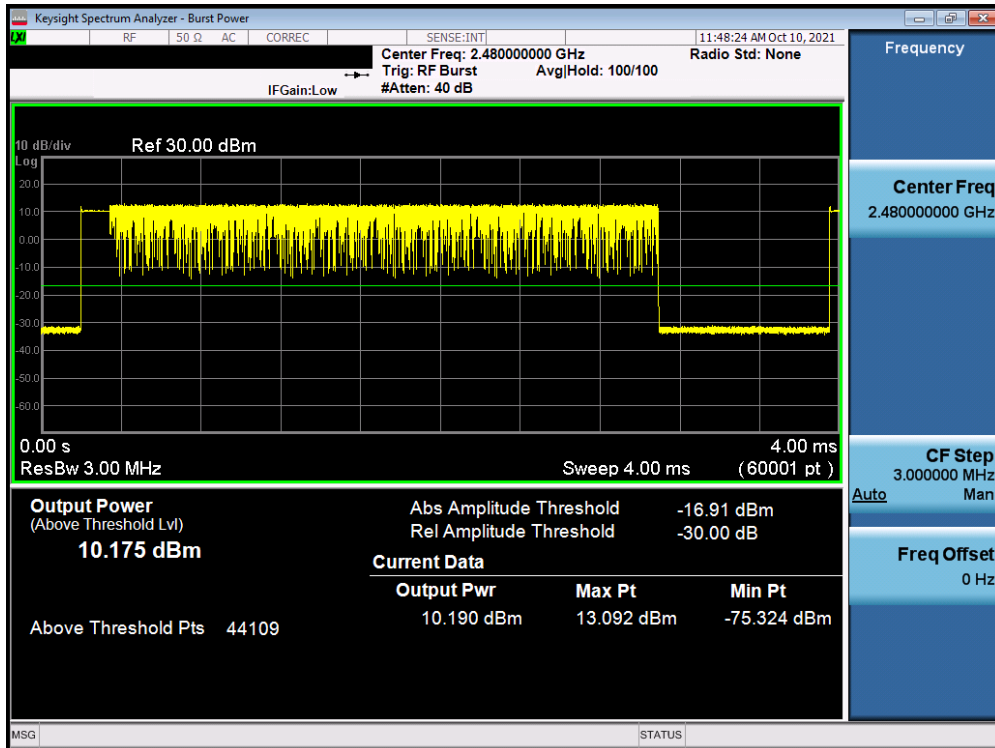 Keysight Spectrum Analyzer - Burst Power
LXI RF 50 Ω AC CORREC SENSE:INT 11:48:24 AM Oct 10, 2021
Center Freq: 2.480000000 GHz Radio Std: None
Trig: RF Burst Avg|Hold: 100/100
IFGain:Low #Atten: 40 dB
Frequency
10 dB/div Ref 30.00 dBm
Log
20.0
10.0
0.00
-10.0
-20.0
-30.0
-40.0
-50.0
-60.0
0.00 s 4.00 ms
ResBw 3.00 MHz Sweep 4.00 ms (60001 pt )
Center Freq
2.480000000 GHz
CF Step
3.000000 MHz
Auto Man
Freq Offset
0 Hz
Output Power
(Above Threshold Lvl)
10.175 dBm
Above Threshold Pts 44109
Abs Amplitude Threshold -16.91 dBm
Rel Amplitude Threshold -30.00 dB
Current Data
Output Pwr Max Pt Min Pt
10.190 dBm 13.092 dBm -75.324 dBm
MSG STATUS